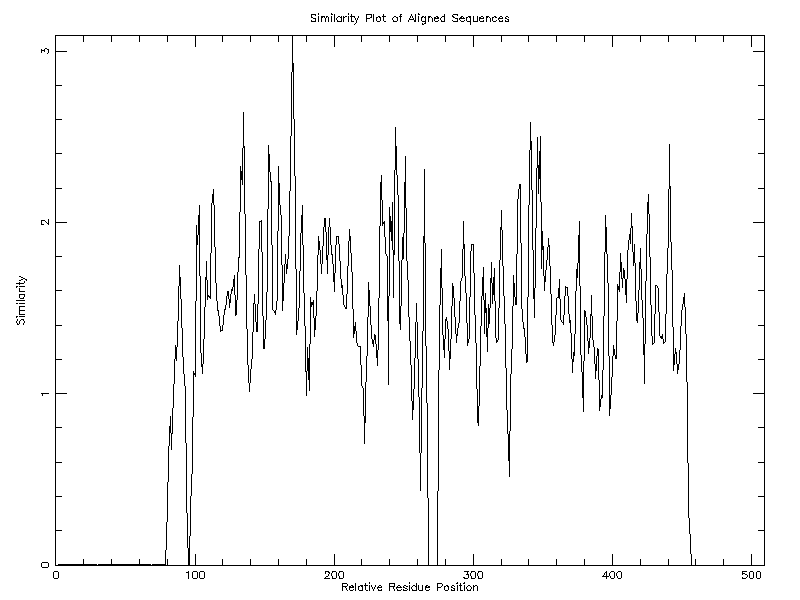 Similarity Plot of Aligned Sequences
3
2
1
0
Similarity
0 100 200 300 400 500
Relative Residue Position